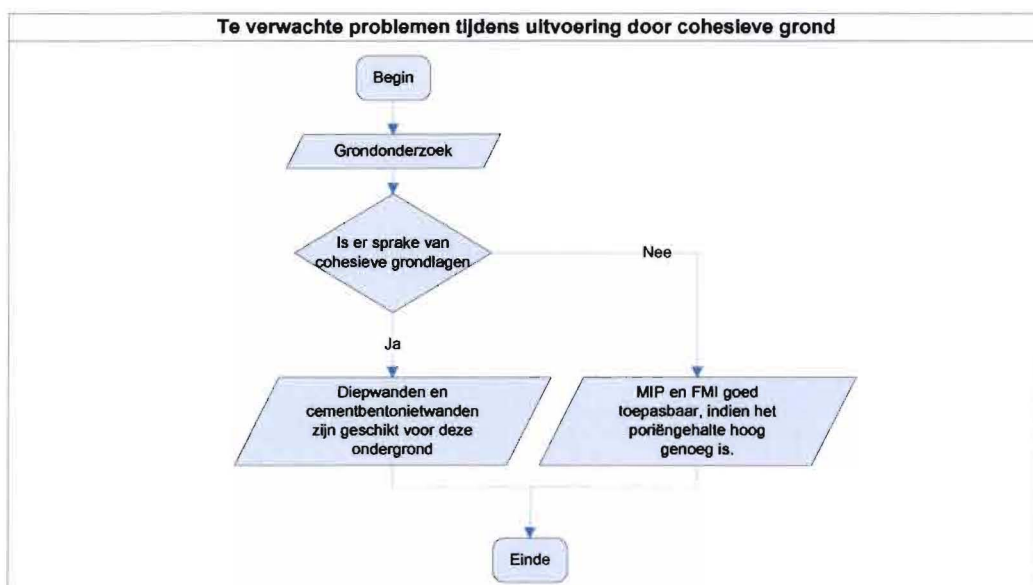 Te verwachte problemen tijdens uitvoering door cohesieve grond
Begin
Grondonderzoek
Is er sprake van
cohesieve grondlagen
Nee
Ja
Diepwanden en
cementbentonietwanden
zijn geschikt voor deze
ondergrond
MIP en FMI goed
toepasbaar, indien het
poriëngehalte hoog
genoeg is.
Einde